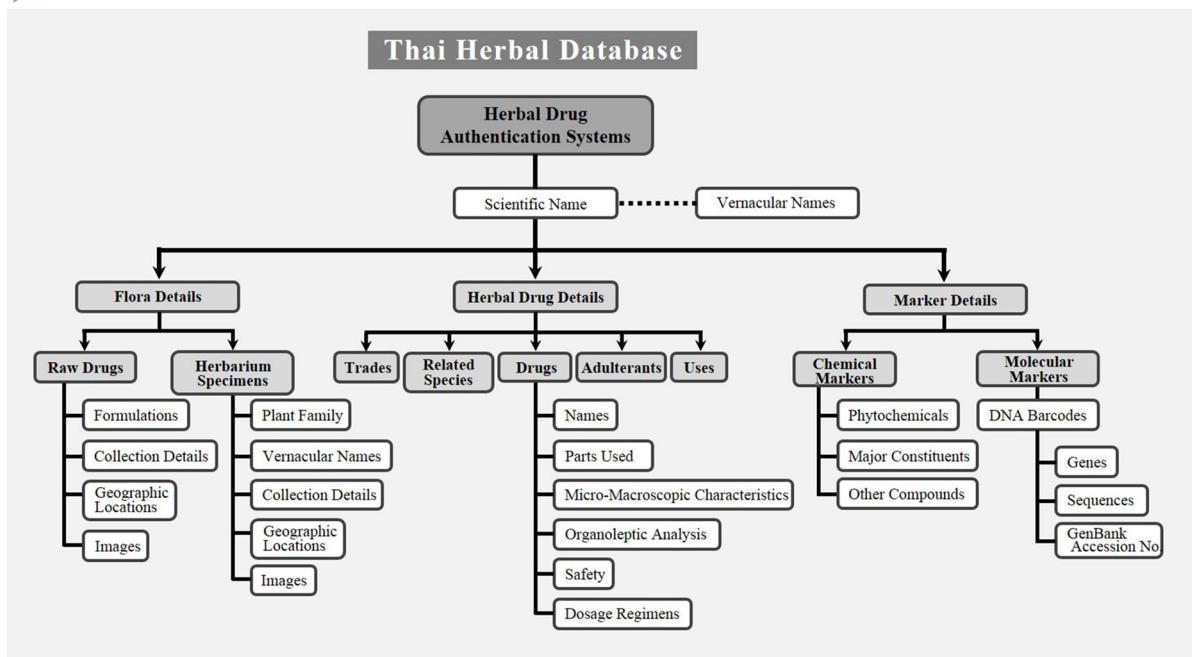 Thai Herbal Database
Herbal Drug
Authentication Systems
Scientific Name
Vernacular Names
Flora Details
Herbal Drug Details
Marker Details
Raw Drugs
Herbarium
Specimens
Trades
Related
Species
Drugs
Adulterants
Uses
Chemical
Markers
Molecular
Markers
Formulations
Collection Details
Geographic
Locations
Images
Plant Family
Vernacular Names
Collection Details
Geographic
Locations
Images
Names
Parts Used
Micro-Macroscopic Characteristics
Organoleptic Analysis
Safety
Dosage Regimens
Phytochemicals
Major Constituents
Other Compounds
DNA Barcodes
Genes
Sequences
GenBank
Accession No.